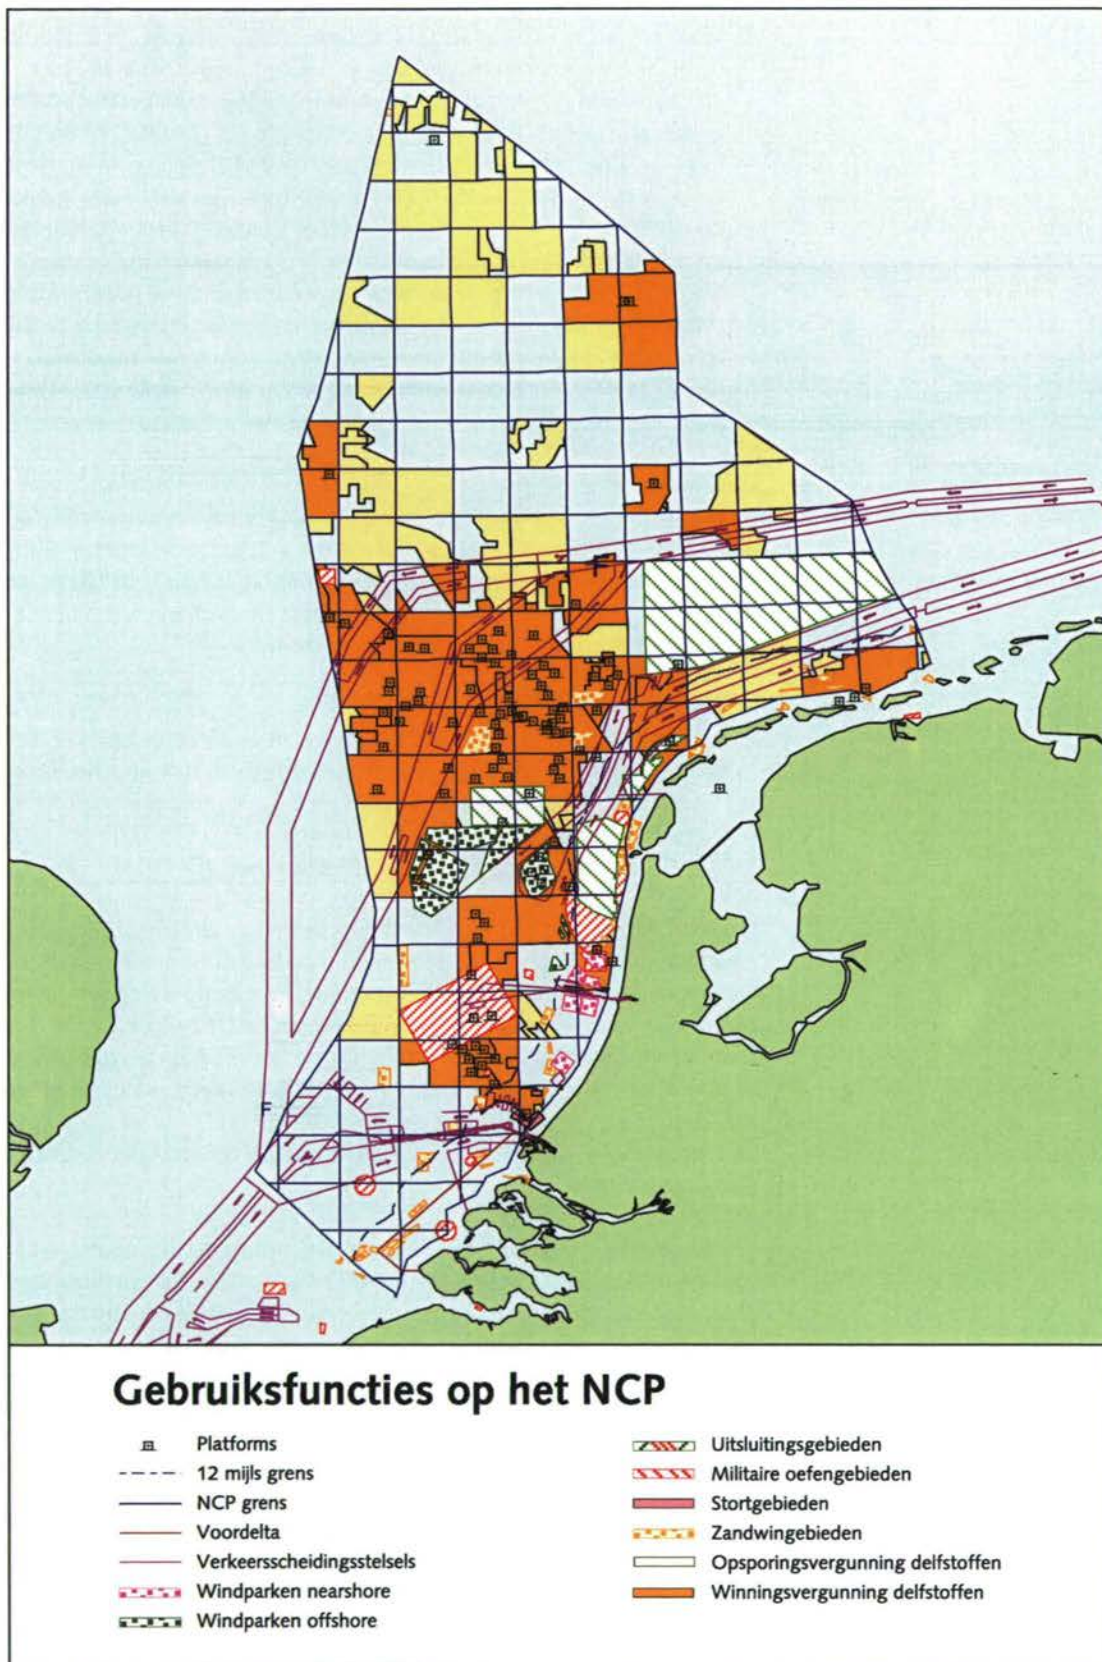 Gebruiksfuncties op het NCP
Platforms
12 mijls grens
NCP grens
Voordelta
Verkeersscheidingsstelsels
Windparken nearshore
Windparken offshore
Uitsluitingsgebieden
Militaire oefengebieden
Stortgebieden
Zandwingebieden
Opsporingsvergunning delfstoffen
Winningsvergunning delfstoffen